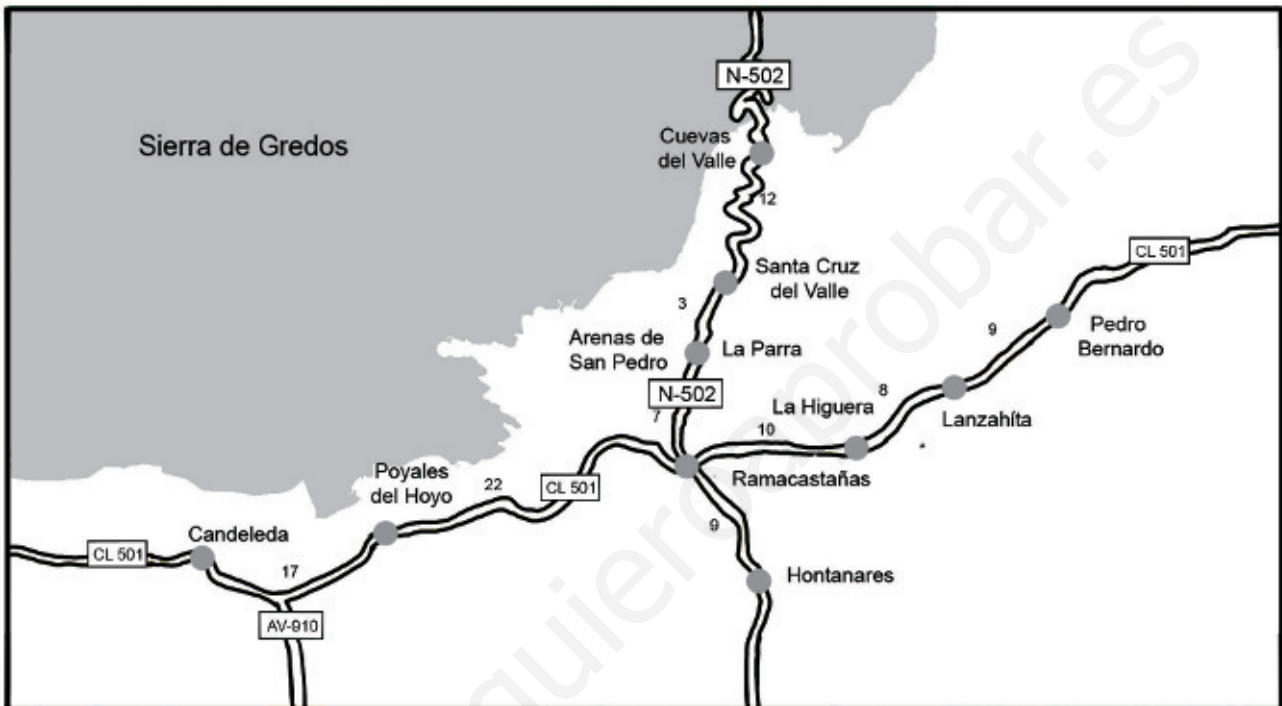 N-502
Sierra de Gredos
Cuevas
del Valle
12
Santa Cruz
del Valle
CL 501
3
Arenas de
San Pedro
La Parra
9
Pedro
Bernardo
N-502
7
La Higuera
8
Lanzahíta
10
Ramacastañas
Poyales
del Hoyo
22
CL 501
9
Candeleda
CL 501
17
Hontanares
AV-910
quieroaprobar.es